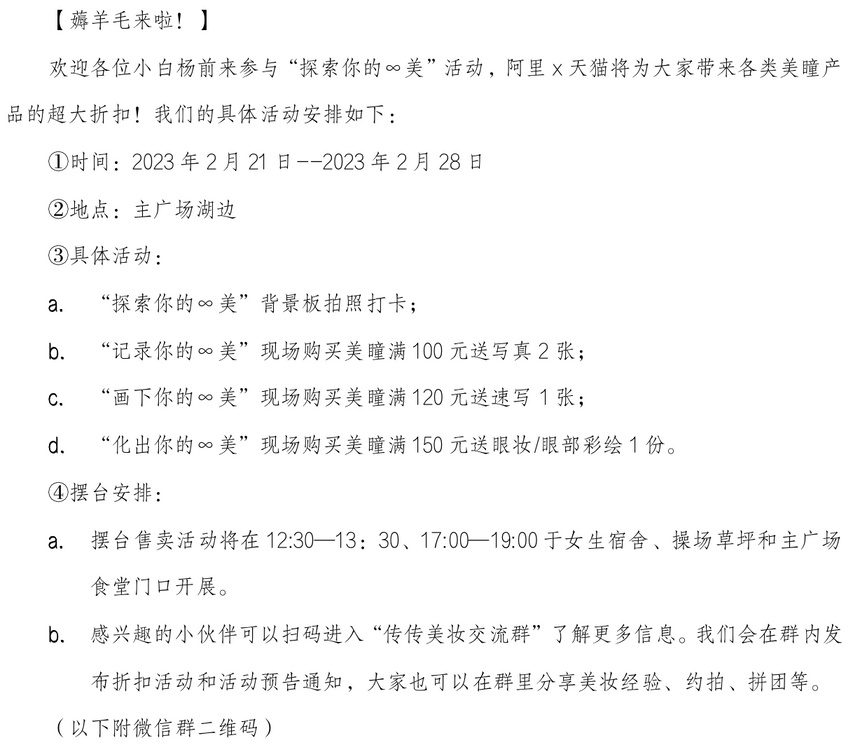 【薅羊毛来啦！】
欢迎各位小白杨前来参与“探索你的∞美”活动，阿里 x 天猫将为大家带来各类美瞳产
品的超大折扣！我们的具体活动安排如下：
①时间：2023 年 2 月 21 日--2023 年 2 月 28 日
②地点：主广场湖边
③具体活动：
a. “探索你的∞美”背景板拍照打卡；
b. “记录你的∞美”现场购买美瞳满 100 元送写真 2 张；
c. “画下你的∞美”现场购买美瞳满 120 元送速写 1 张；
d. “化出你的∞美”现场购买美瞳满 150 元送眼妆/眼部彩绘 1 份。
④摆台安排：
a. 摆台售卖活动将在 12:30—13：30、17:00—19:00 于女生宿舍、操场草坪和主广场
食堂门口开展。
b. 感兴趣的小伙伴可以扫码进入“传传美妆交流群”了解更多信息。我们会在群内发
布折扣活动和活动预告通知，大家也可以在群里分享美妆经验、约拍、拼团等。
（以下附微信群二维码）